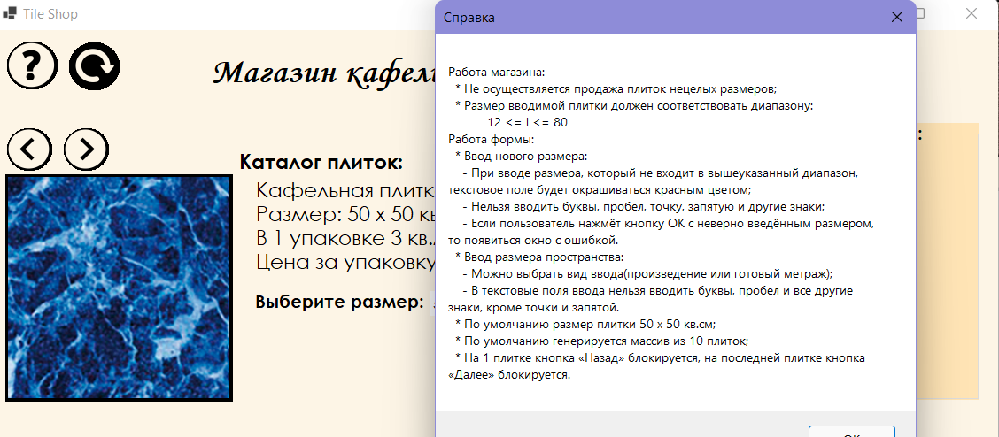 Tile Shop
Справка
Магазин
Работа магазина:
* Не осуществляется продажа плиток нецелых размеров;
* Размер вводимой плитки должен соответствовать диапазону:
12 <= l <= 80
Работа формы:
* Ввод нового размера:
- При вводе размера, который не входит в вышеуказанный диапазон,
текстовое поле будет окрашиваться красным цветом;
- Нельзя вводить буквы, пробел, точку, запятую и другие знаки;
- Если пользователь нажмёт кнопку ОК с неверно введённым размером,
то появиться окно с ошибкой.
* Ввод размера пространства:
- Можно выбрать вид ввода(произведение или готовый метраж);
- В текстовые поля ввода нельзя вводить буквы, пробел и все другие
знаки, кроме точки и запятой.
* По умолчанию размер плитки 50 x 50 кв.см;
* По умолчанию генерируется массив из 10 плиток;
* На 1 плитке кнопка «Назад» блокируется, на последней плитке кнопка
«Далее» блокируется.
Каталог плиток:
Кафельная
Размер: 50 x 50 кв
В 1 упаковке 3 кв.
Цена за упаковку
Выберите размер:
:
ОК